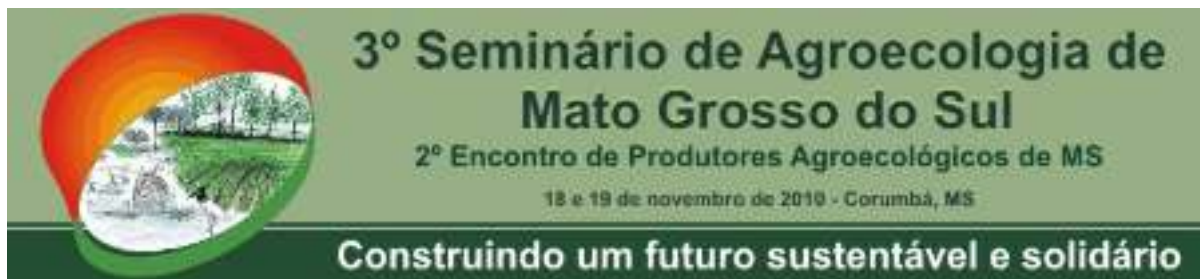 3º Seminário de Agroecologia de
Mato Grosso do Sul
2º Encontro de Produtores Agroecológicos de MS
18 e 19 de novembro de 2010 - Corumbá, MS
Construindo um futuro sustentável e solidário